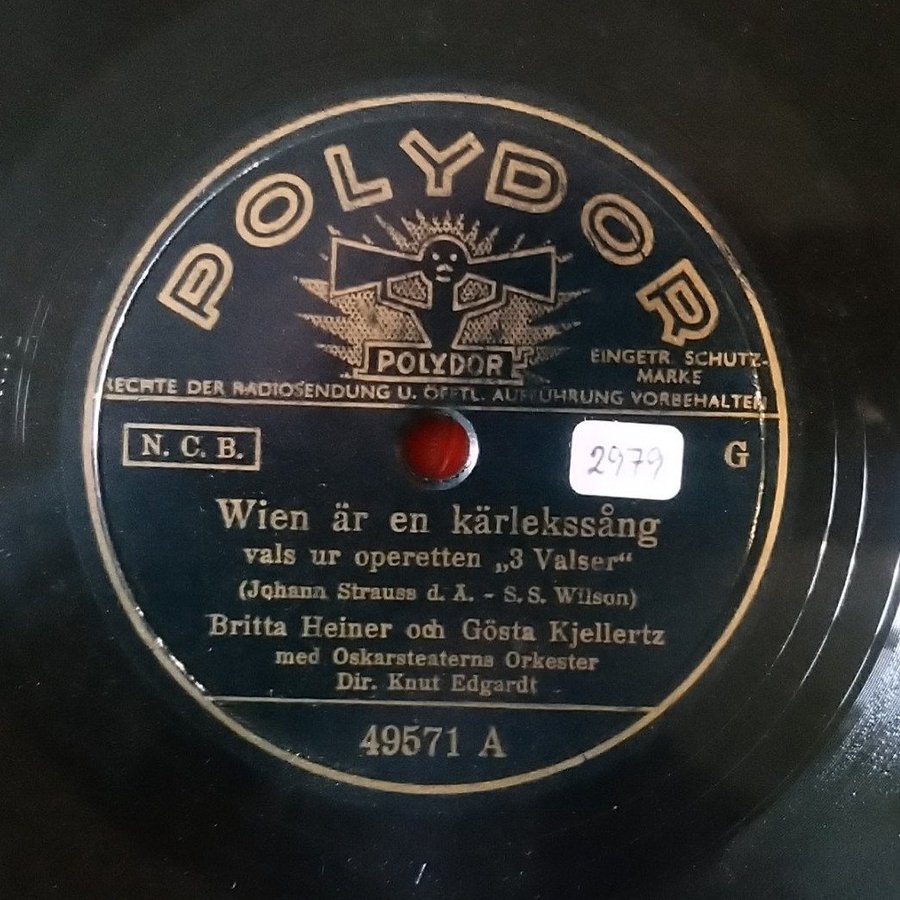 POLYDOR
POLYDOR
EINGETR. SCHUTZ-
MARKE
RECHTE DER RADIOSENDUNG U. ÖFFTL. AUFFÜHRUNG VORBEHALTEN
N. C. B.
2979
G
Wien är en kärlekssång
vals ur operetten „3 Valser“
(Johann Strauss d. Ä. - S. S. Wilson)
Britta Heiner och Gösta Kjellertz
med Oskarsteaterns Orkester
Dir. Knut Edgardt
49571 A